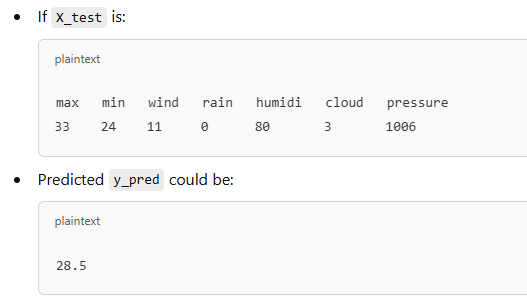 If X_test is:
plaintext
max min wind rain humidi cloud pressure
33 24 11 0 80 3 1006
Predicted y_pred could be:
plaintext
28.5